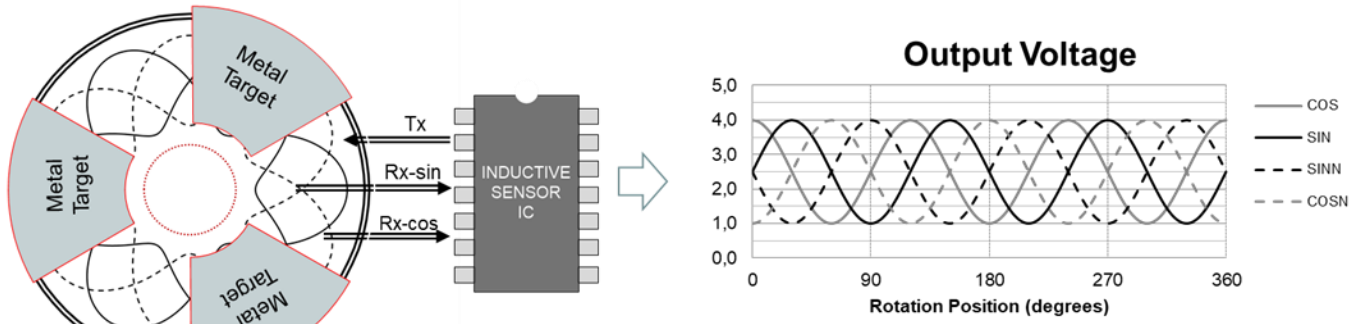 Metal
Target
Metal
Target
Metal
Target
Tx
Rx-sin
Rx-cos
INDUCTIVE
SENSOR
IC
Output Voltage
5,0
4,0
3,0
2,0
1,0
0,0
0
90
180
270
360
Rotation Position (degrees)
COS
SIN
SINN
COSN